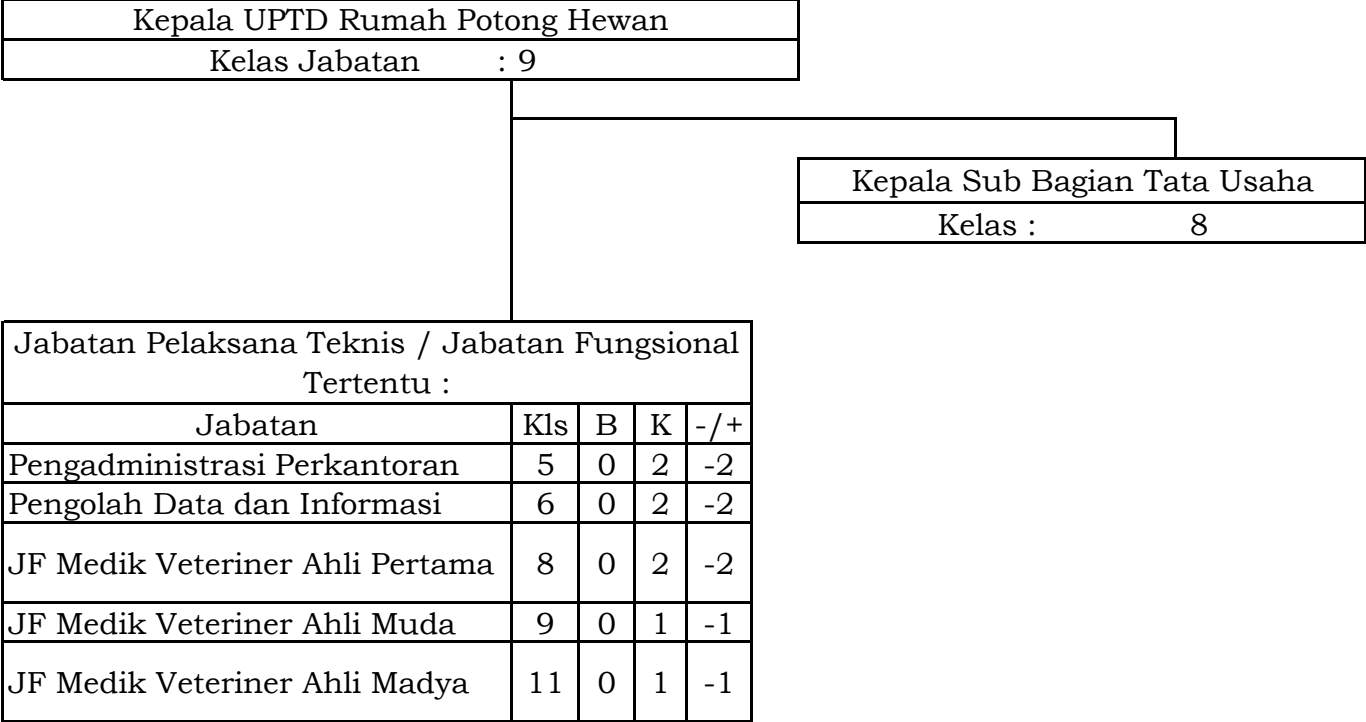 Kepala UPTD Rumah Potong Hewan
Kelas Jabatan : 9
Kepala Sub Bagian Tata Usaha
Kelas : 8
Jabatan Pelaksana Teknis / Jabatan Fungsional
Tertentu :
Jabatan Kls B K -/+
Pengadministrasi Perkantoran 5 0 2 -2
Pengolah Data dan Informasi 6 0 2 -2
JF Medik Veteriner Ahli Pertama 8 0 2 -2
JF Medik Veteriner Ahli Muda 9 0 1 -1
JF Medik Veteriner Ahli Madya 11 0 1 -1